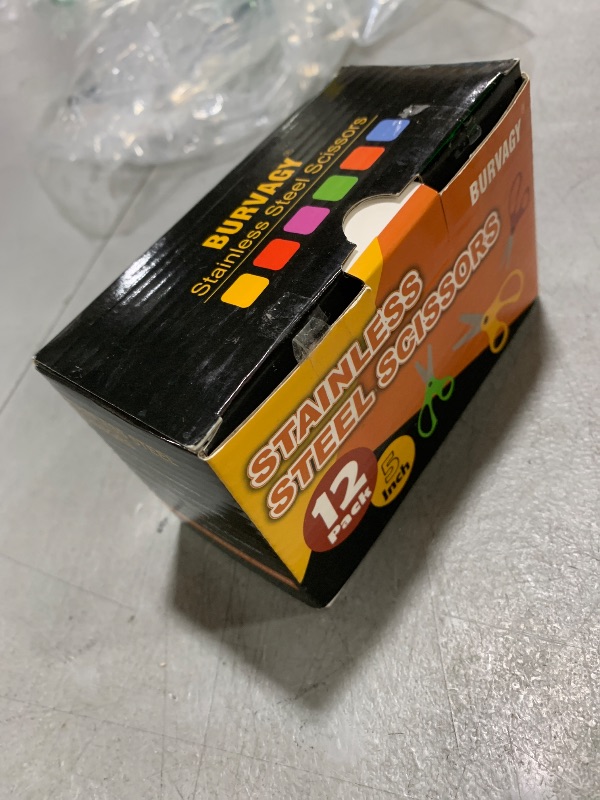 BURVAGY
Stainless Steel Scissors
BURVAGY
STAINLESS
STEEL SCISSORS
12
Pack
5
Inch